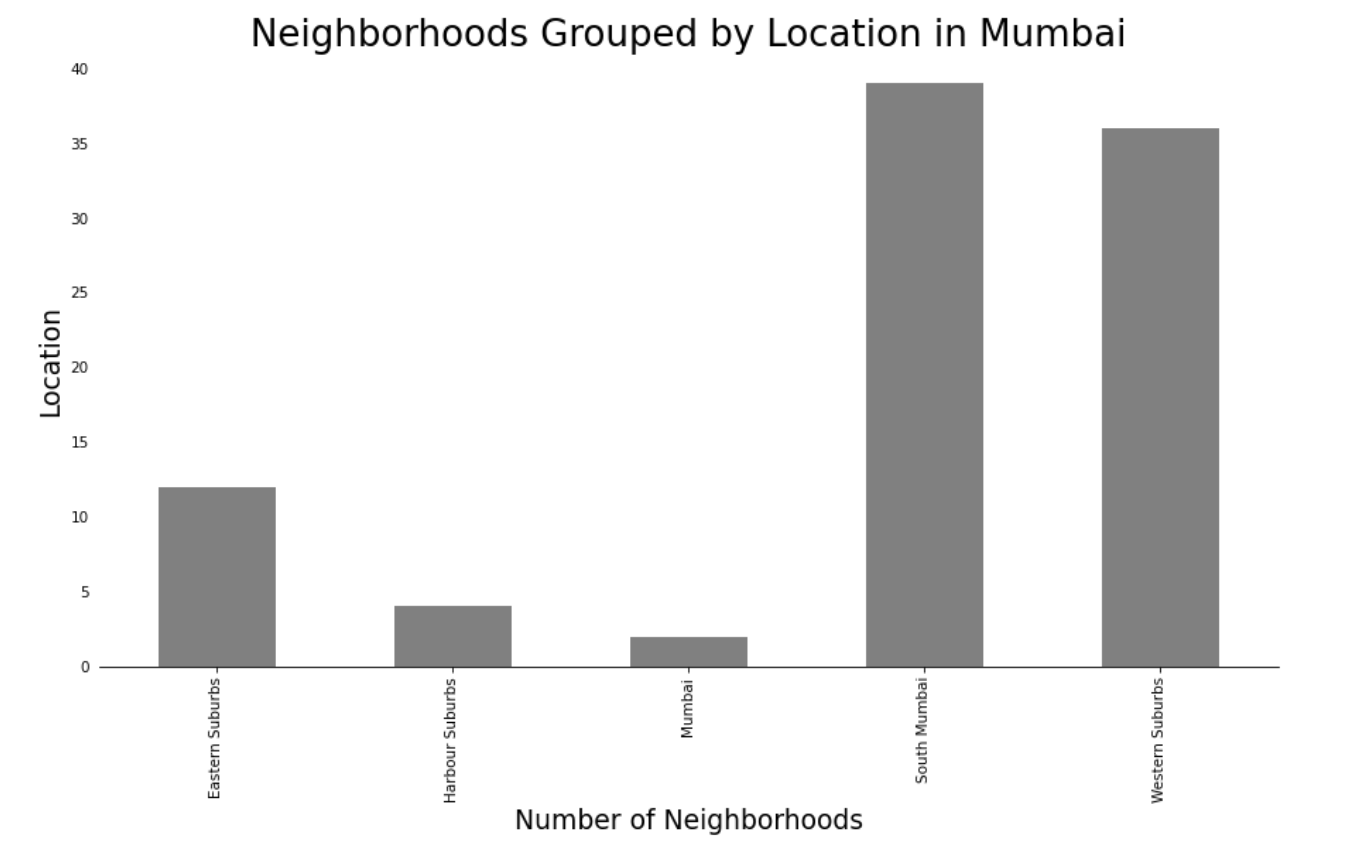 Neighborhoods Grouped by Location in Mumbai
40
35
30
25
20
15
10
5
0
Location
Eastern Suburbs
Harbour Suburbs
Mumbai
South Mumbai
Western Suburbs
Number of Neighborhoods